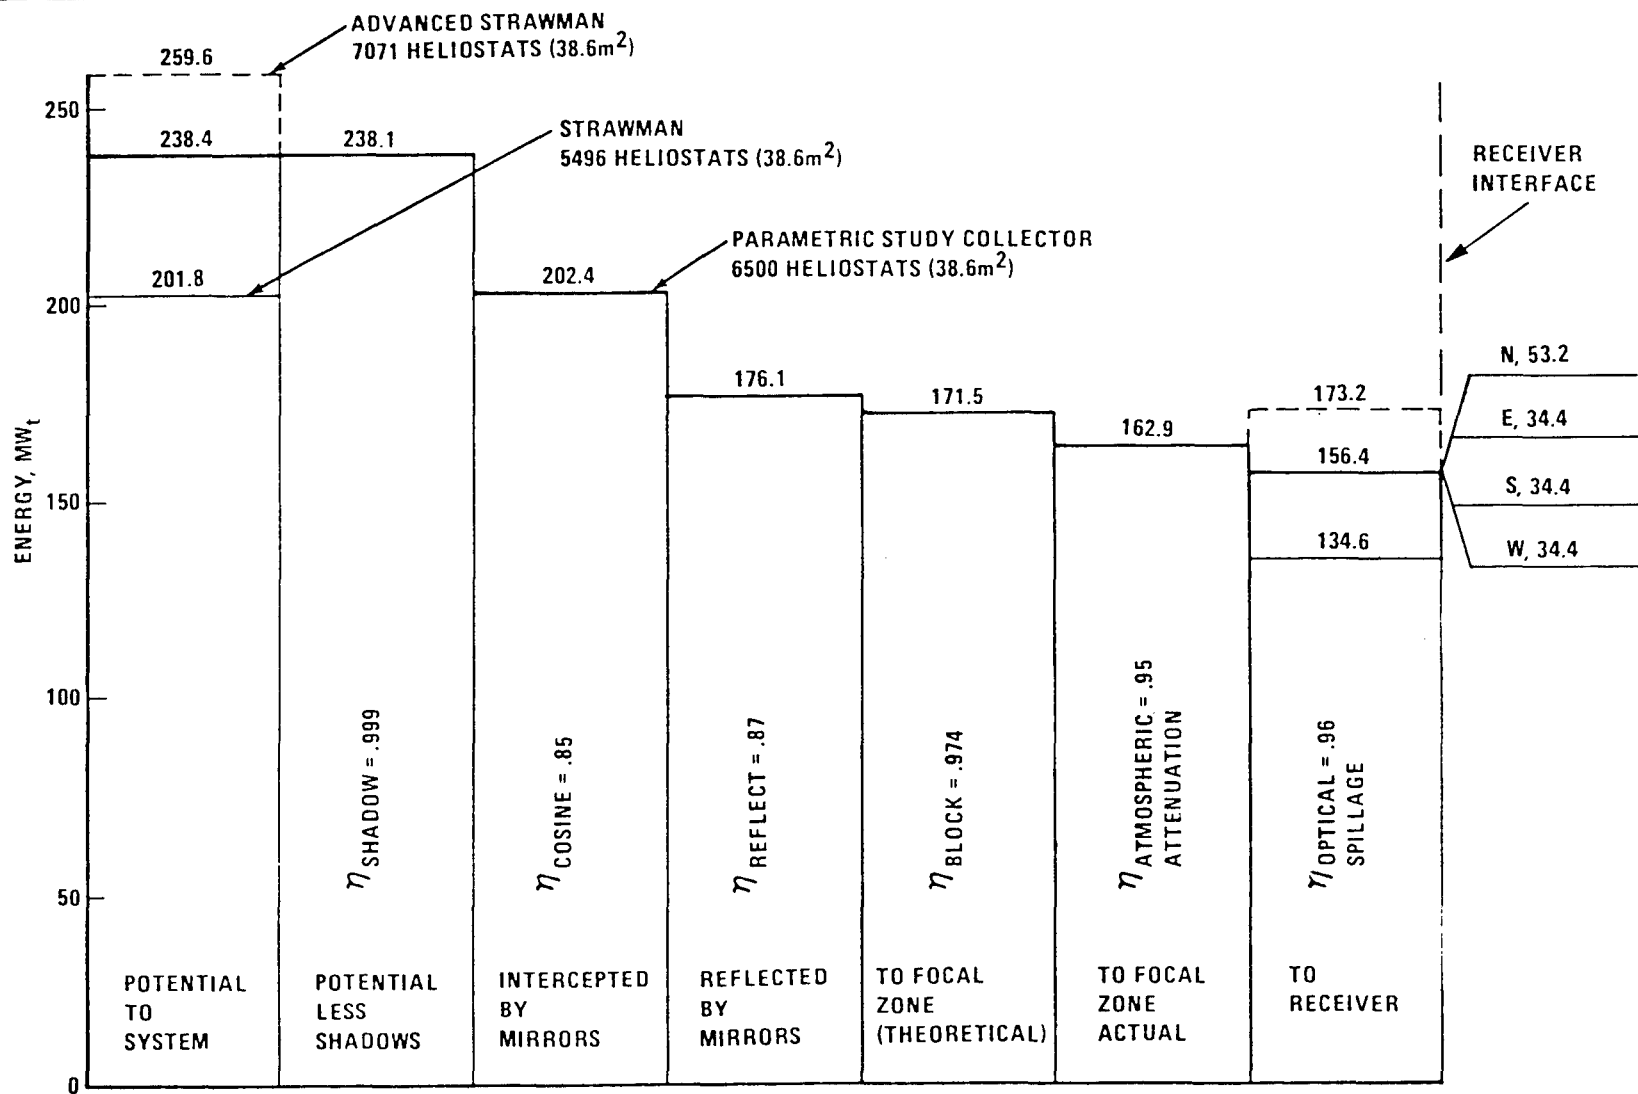 ADVANCED STRAWMAN
7071 HELIOSTATS (38.6m²)
259.6
250
238.4
238.1
STRAWMAN
5496 HELIOSTATS (38.6m²)
RECEIVER
INTERFACE
PARAMETRIC STUDY COLLECTOR
6500 HELIOSTATS (38.6m²)
201.8
202.4
200
176.1
171.5
162.9
173.2
156.4
134.6
N, 53.2
E, 34.4
S, 34.4
W, 34.4
ENERGY, MWt
150
100
50
0
η SHADOW = .999
η COSINE = .85
η REFLECT = .87
η BLOCK = .974
η ATMOSPHERIC = .95
ATTENUATION
η OPTICAL = .96
SPILLAGE
POTENTIAL
TO
SYSTEM
POTENTIAL
LESS
SHADOWS
INTERCEPTED
BY
MIRRORS
REFLECTED
BY
MIRRORS
TO FOCAL
ZONE
(THEORETICAL)
TO FOCAL
ZONE
ACTUAL
TO
RECEIVER